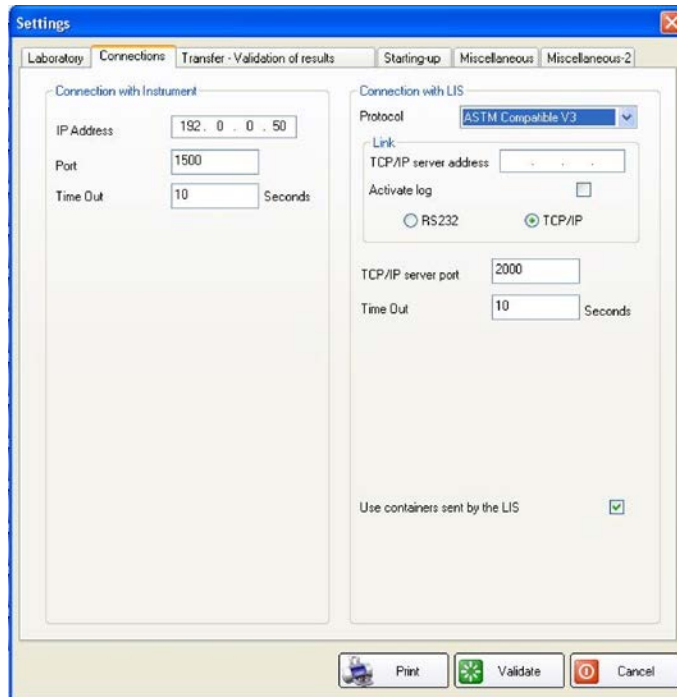 Settings
Laboratory Connections Transfer - Validation of results Starting-up Miscellaneous Miscellaneous-2
Connection with Instrument
IP Address 192. 0 . 0 . 50
Port 1500
Time Out 10 Seconds
Connection with LIS
Protocol ASTM Compatible V3
Link
TCP/IP server address . . .
Activate log
RS232 TCP/IP
TCP/IP server port 2000
Time Out 10 Seconds
Use containers sent by the LIS
Print Validate Cancel